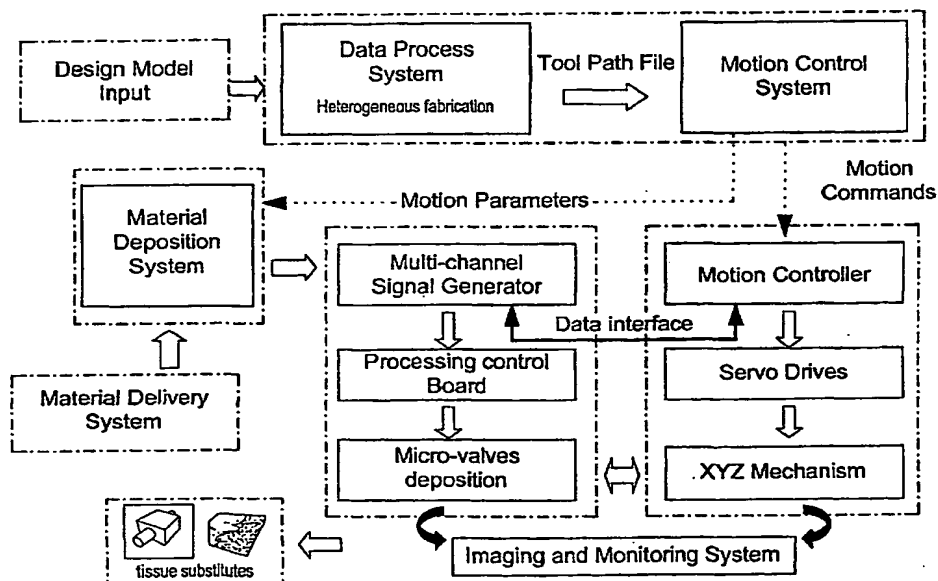 Design Model
Input
Data Process
System
Heterogeneous fabrication
Tool Path File
Motion Control
System
Motion
Commands
Motion Parameters
Material
Deposition
System
Multi-channel
Signal Generator
Motion Controller
Data interface
Processing control
Board
Servo Drives
Material Delivery
System
Micro-valves
deposition
XYZ Mechanism
Imaging and Monitoring System
tissue substitutes